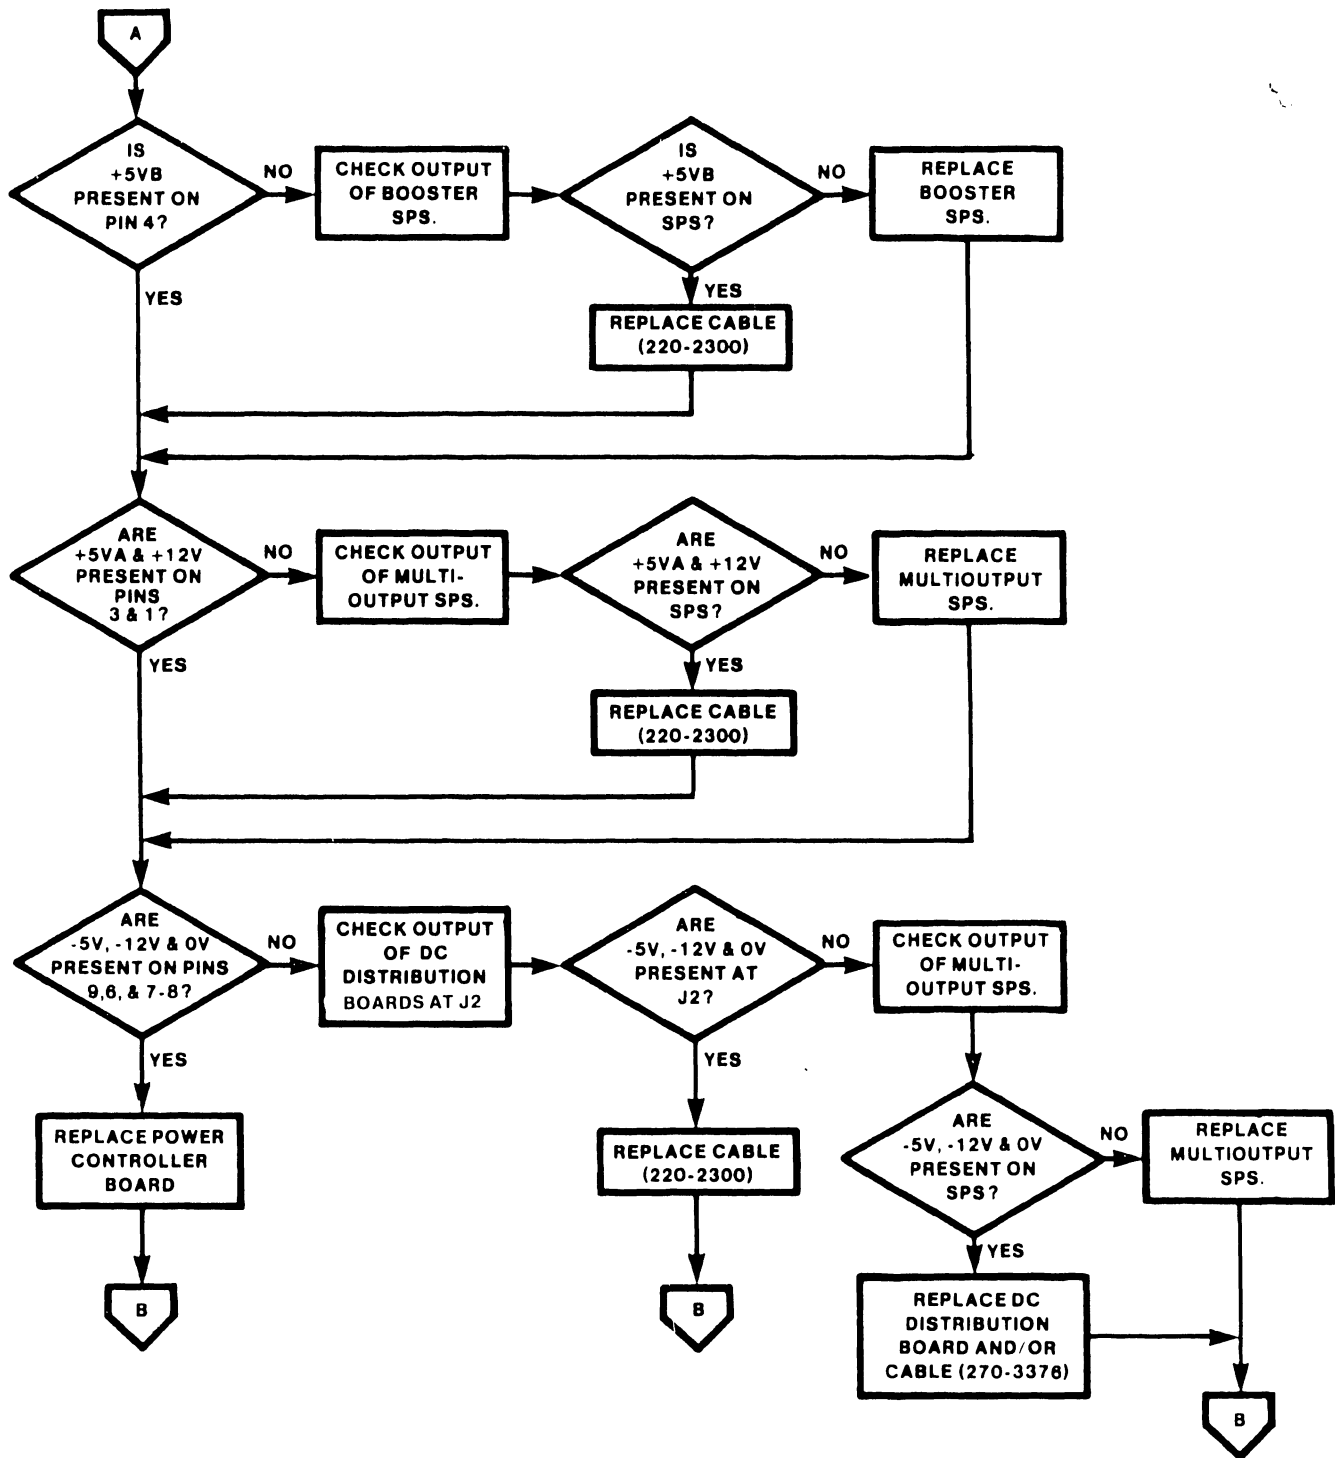 A
IS
+5VB
PRESENT ON
PIN 4?
NO
CHECK OUTPUT
OF BOOSTER
SPS.
IS
+5VB
PRESENT ON
SPS?
NO
REPLACE
BOOSTER
SPS.
YES
YES
REPLACE CABLE
(220-2300)
ARE
+5VA & +12V
PRESENT ON
PINS
3 & 1?
NO
CHECK OUTPUT
OF MULTI-
OUTPUT SPS.
ARE
+5VA & +12V
PRESENT ON
SPS?
NO
REPLACE
MULTIOUTPUT
SPS.
YES
YES
REPLACE CABLE
(220-2300)
ARE
-5V, -12V & 0V
PRESENT ON PINS
9,6, & 7-8?
NO
CHECK OUTPUT
OF DC
DISTRIBUTION
BOARDS AT J2
ARE
-5V, -12V & 0V
PRESENT AT
J2?
NO
CHECK OUTPUT
OF MULTI-
OUTPUT SPS.
YES
YES
REPLACE POWER
CONTROLLER
BOARD
REPLACE CABLE
(220-2300)
ARE
-5V, -12V & 0V
PRESENT ON
SPS?
NO
REPLACE
MULTIOUTPUT
SPS.
YES
REPLACE DC
DISTRIBUTION
BOARD AND/OR
CABLE (270-3376)
B
B
B